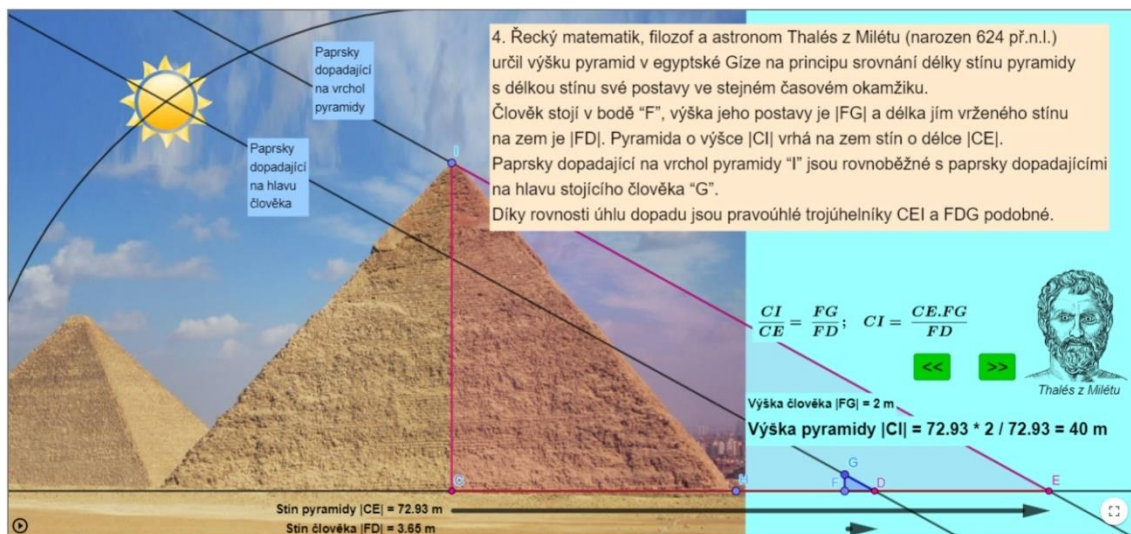 4. Řecký matematik, filozof a astronom Thalés z Milétu (narozen 624 př.n.l.)
určil výšku pyramid v egyptské Gíze na principu srovnání délky stínu pyramidy
s délkou stínu své postavy ve stejném časovém okamžiku.
Člověk stojí v bodě “F”, výška jeho postavy je |FG| a délka jím vrženého stínu
na zem je |FD|. Pyramida o výšce |CI| vrhá na zem stín o délce |CE|.
Paprsky dopadající na vrchol pyramidy “I” jsou rovnoběžné s paprsky dopadajícími
na hlavu stojícího člověka “G”.
Díky rovnosti úhlu dopadu jsou pravoúhlé trojúhelníky CEI a FDG podobné.
Paprsky
dopadající
na vrchol
pyramidy
Paprsky
dopadající
na hlavu
člověka
I
CI/CE = FG/FD; CI = CE.FG/FD
<< >>
Thalés z Milétu
Výška člověka |FG| = 2 m
Výška pyramidy |CI| = 72.93 * 2 / 72.93 = 40 m
G
C H F D E
Stín pyramidy |CE| = 72.93 m
Stín člověka |FD| = 3.65 m